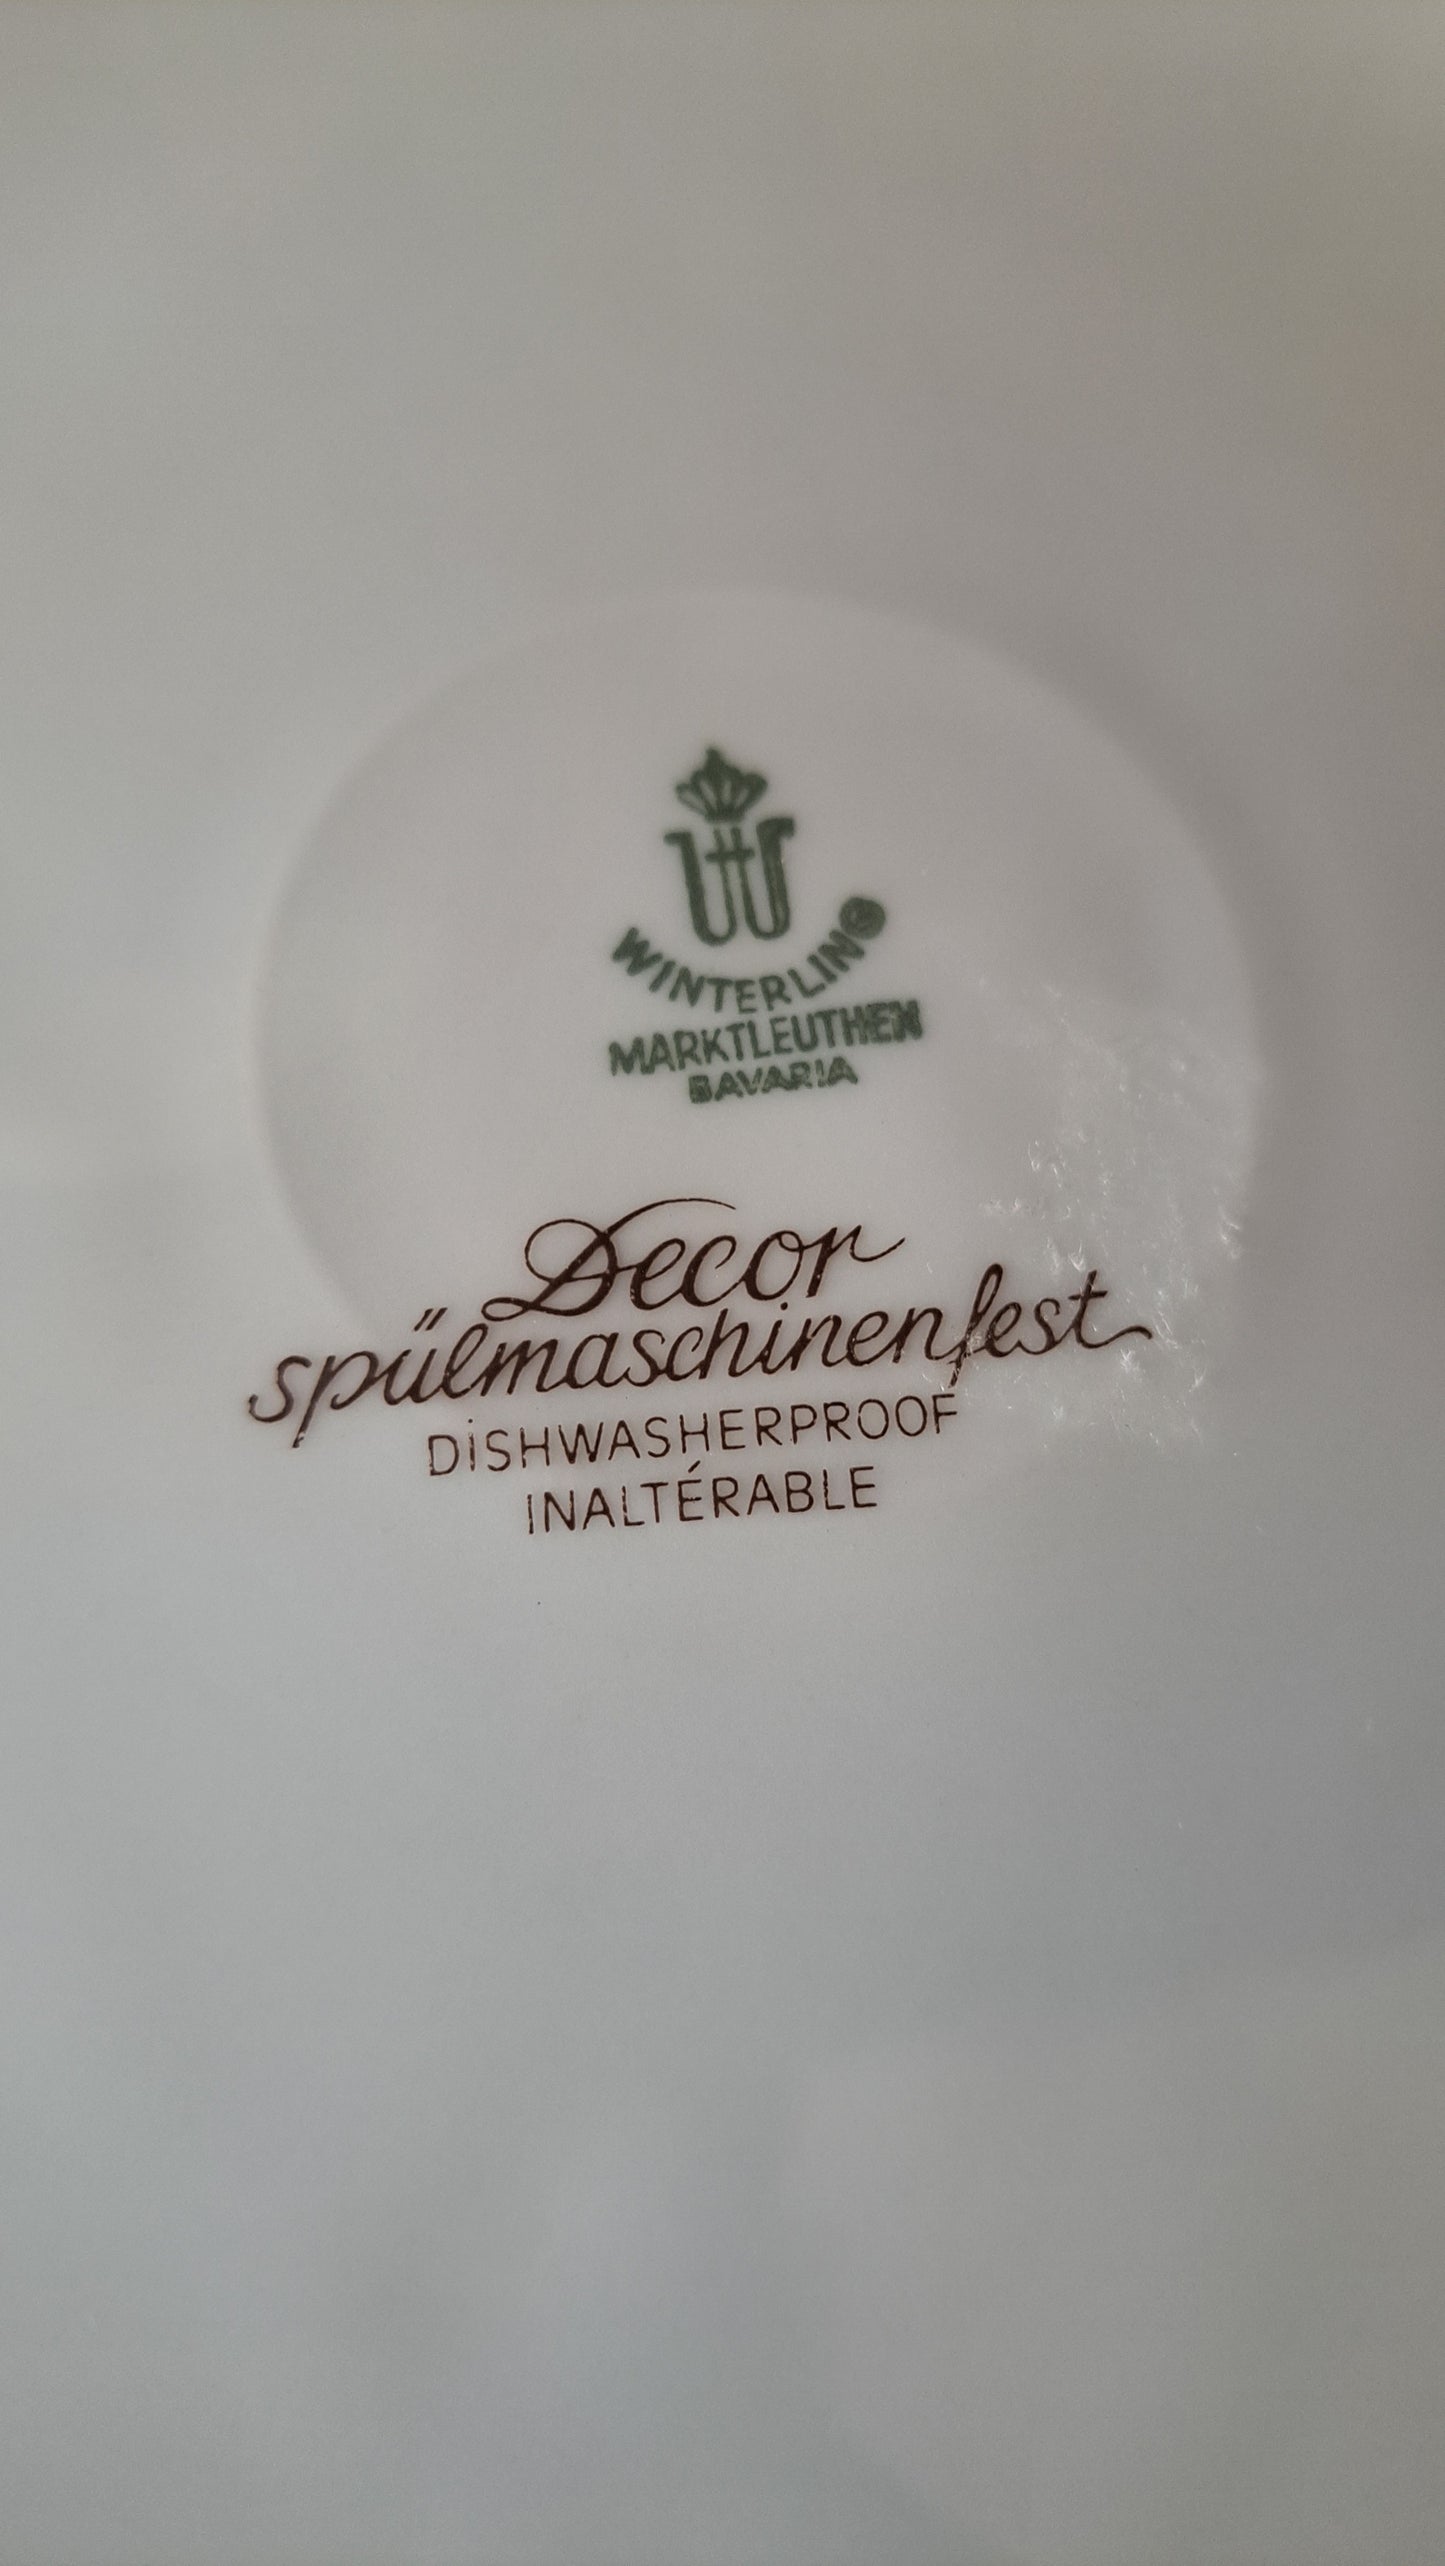 WINTERLING
MARKTLEUTHEN
BAVARIA
Decor
spülmaschinenfest
DiSHWASHERPROOF
INALTÉRABLE